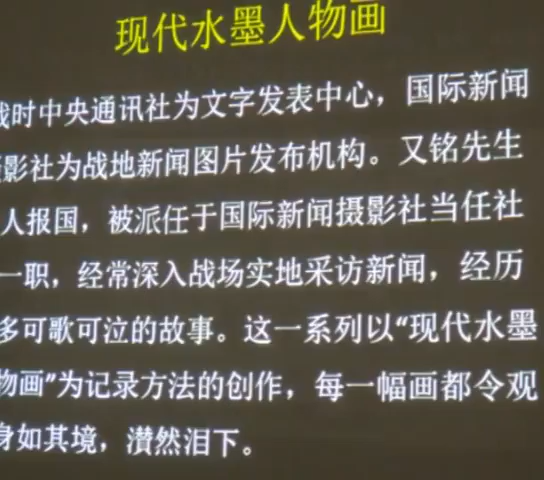 现代水墨人物画
战时中央通讯社为文字发表中心，国际新闻
影社为战地新闻图片发布机构。又铭先生
人报国，被派任于国际新闻摄影社当任社
一职，经常深入战场实地采访新闻，经历
多可歌可泣的故事。这一系列以“现代水墨
物画”为记录方法的创作，每一幅画都令观
身如其境，潸然泪下。